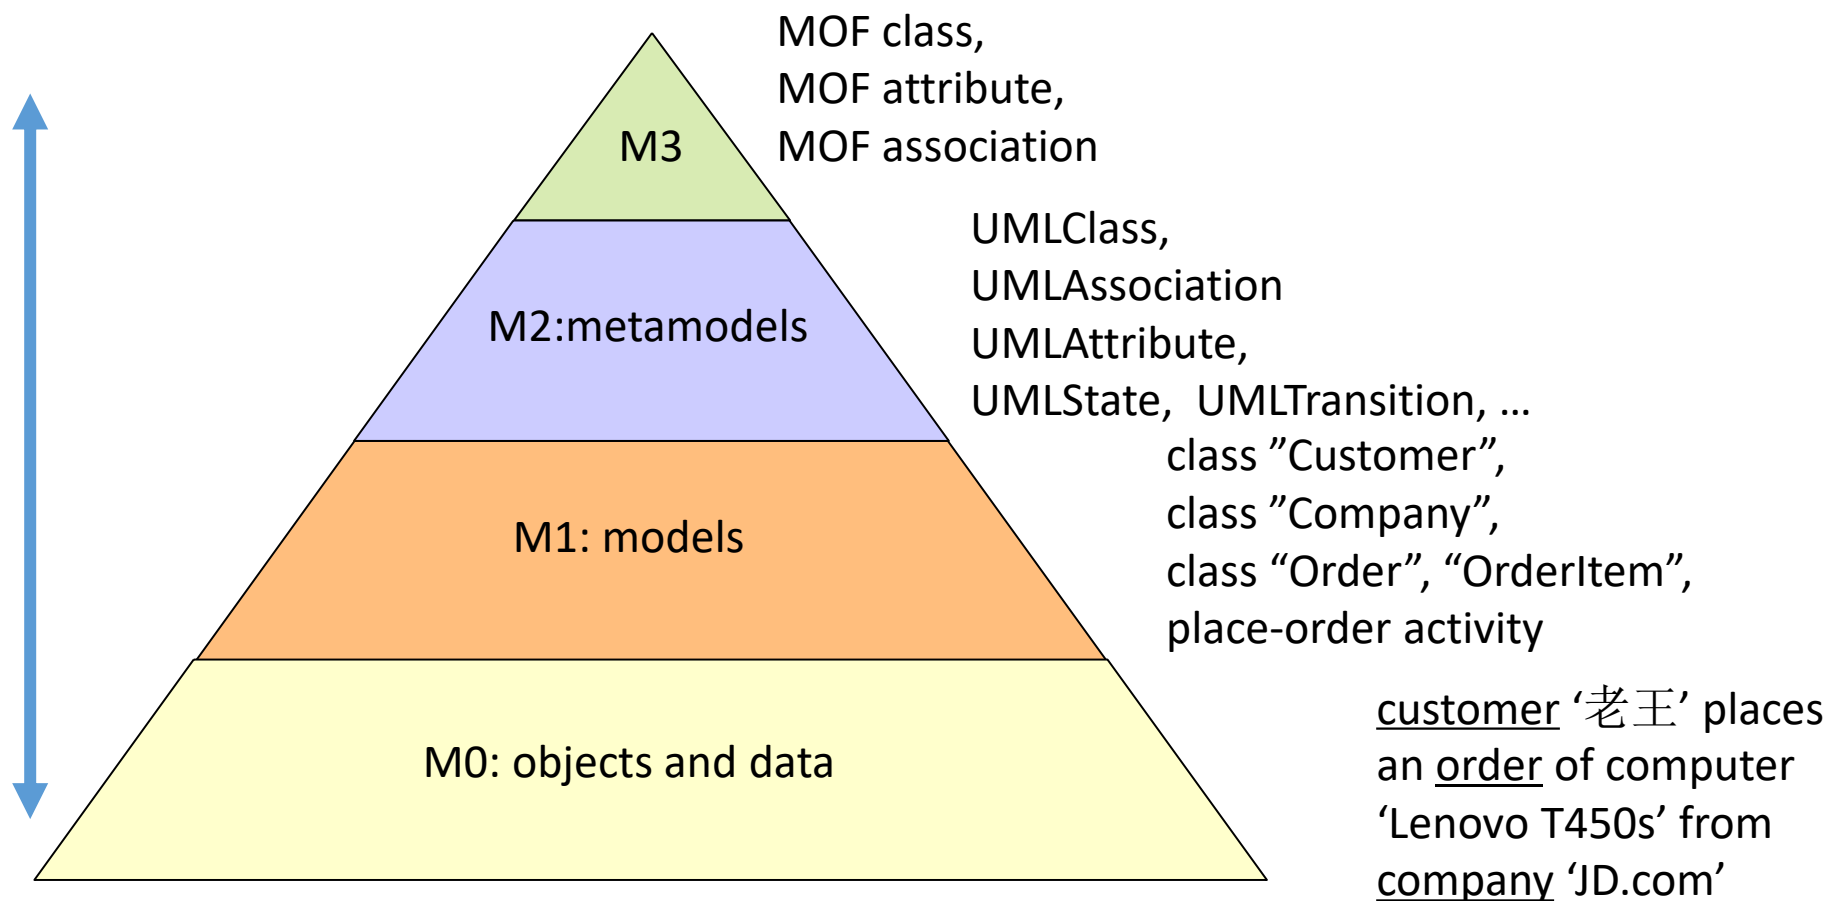 MOF class,
MOF attribute,
MOF association
M3
UMLClass,
UMLAssociation
UMLAttribute,
UMLState, UMLTransition, ...
M2:metamodels
class ”Customer”,
class ”Company”,
class “Order”, “OrderItem”,
place-order activity
M1: models
customer ‘老王’ places
an order of computer
‘Lenovo T450s’ from
company ‘JD.com’
M0: objects and data